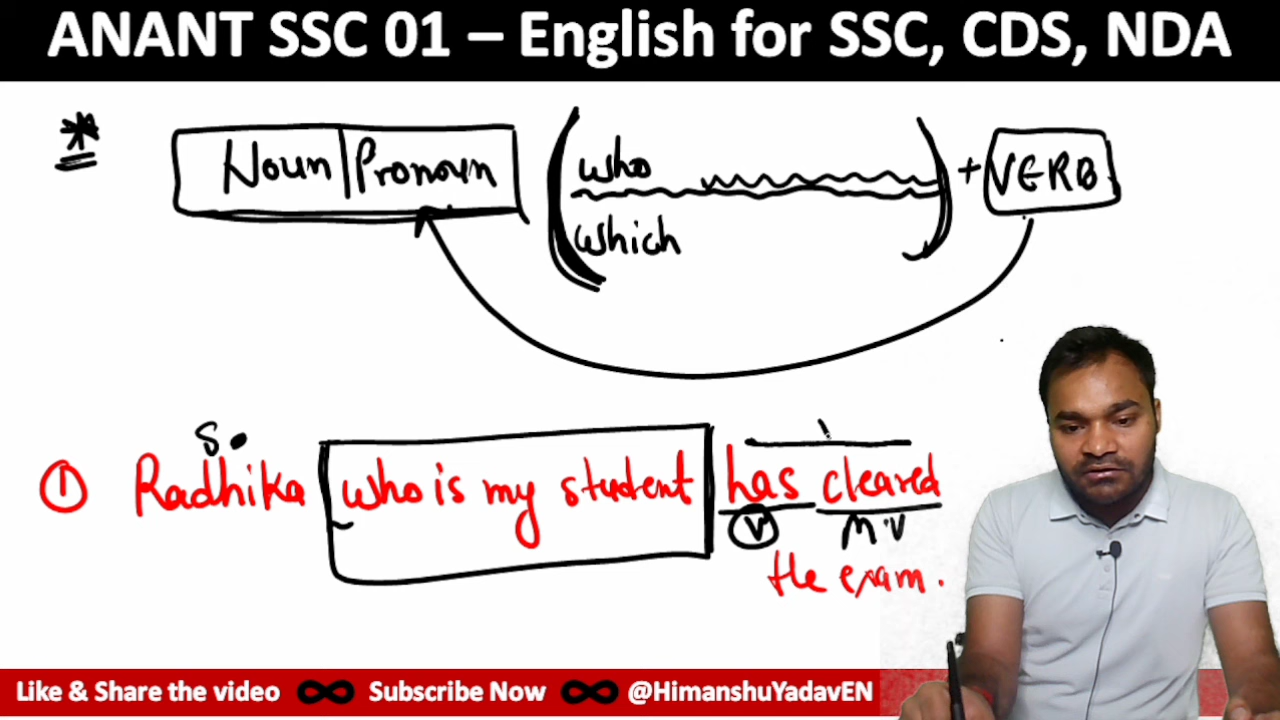 ANANT SSC 01 – English for SSC, CDS, NDA
* Noun | Pronoun ( who which ) + VERB
S
① Radhika who is my student has cleared
V M.V
the exam.
Like & Share the video Subscribe Now @HimanshuYadavEN